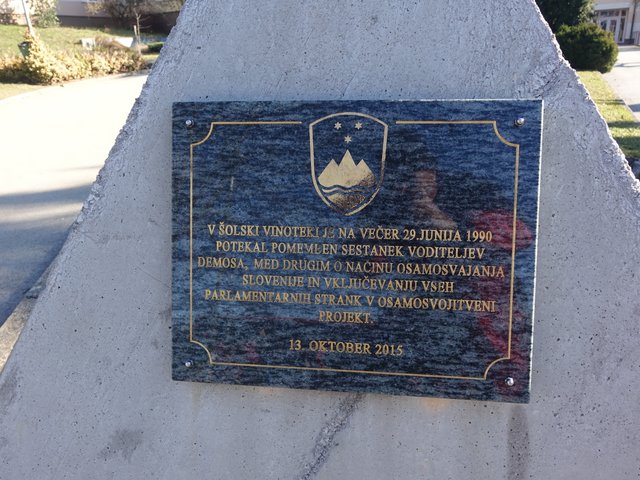 V ŠOLSKI VINOTEKI JE NA VEČER 29.JUNIJA 1990
POTEKAL POMEMLEN SESTANEK VODITELJEV
DEMOSA, MED DRUGIM O NAČINU OSAMOSVAJANJA
SLOVENIJE IN VKLJUČEVANJU VSEH
PARLAMENTARNIH STRANK V OSAMOSVOJITVENI
PROJEKT.
13. OKTOBER 2015